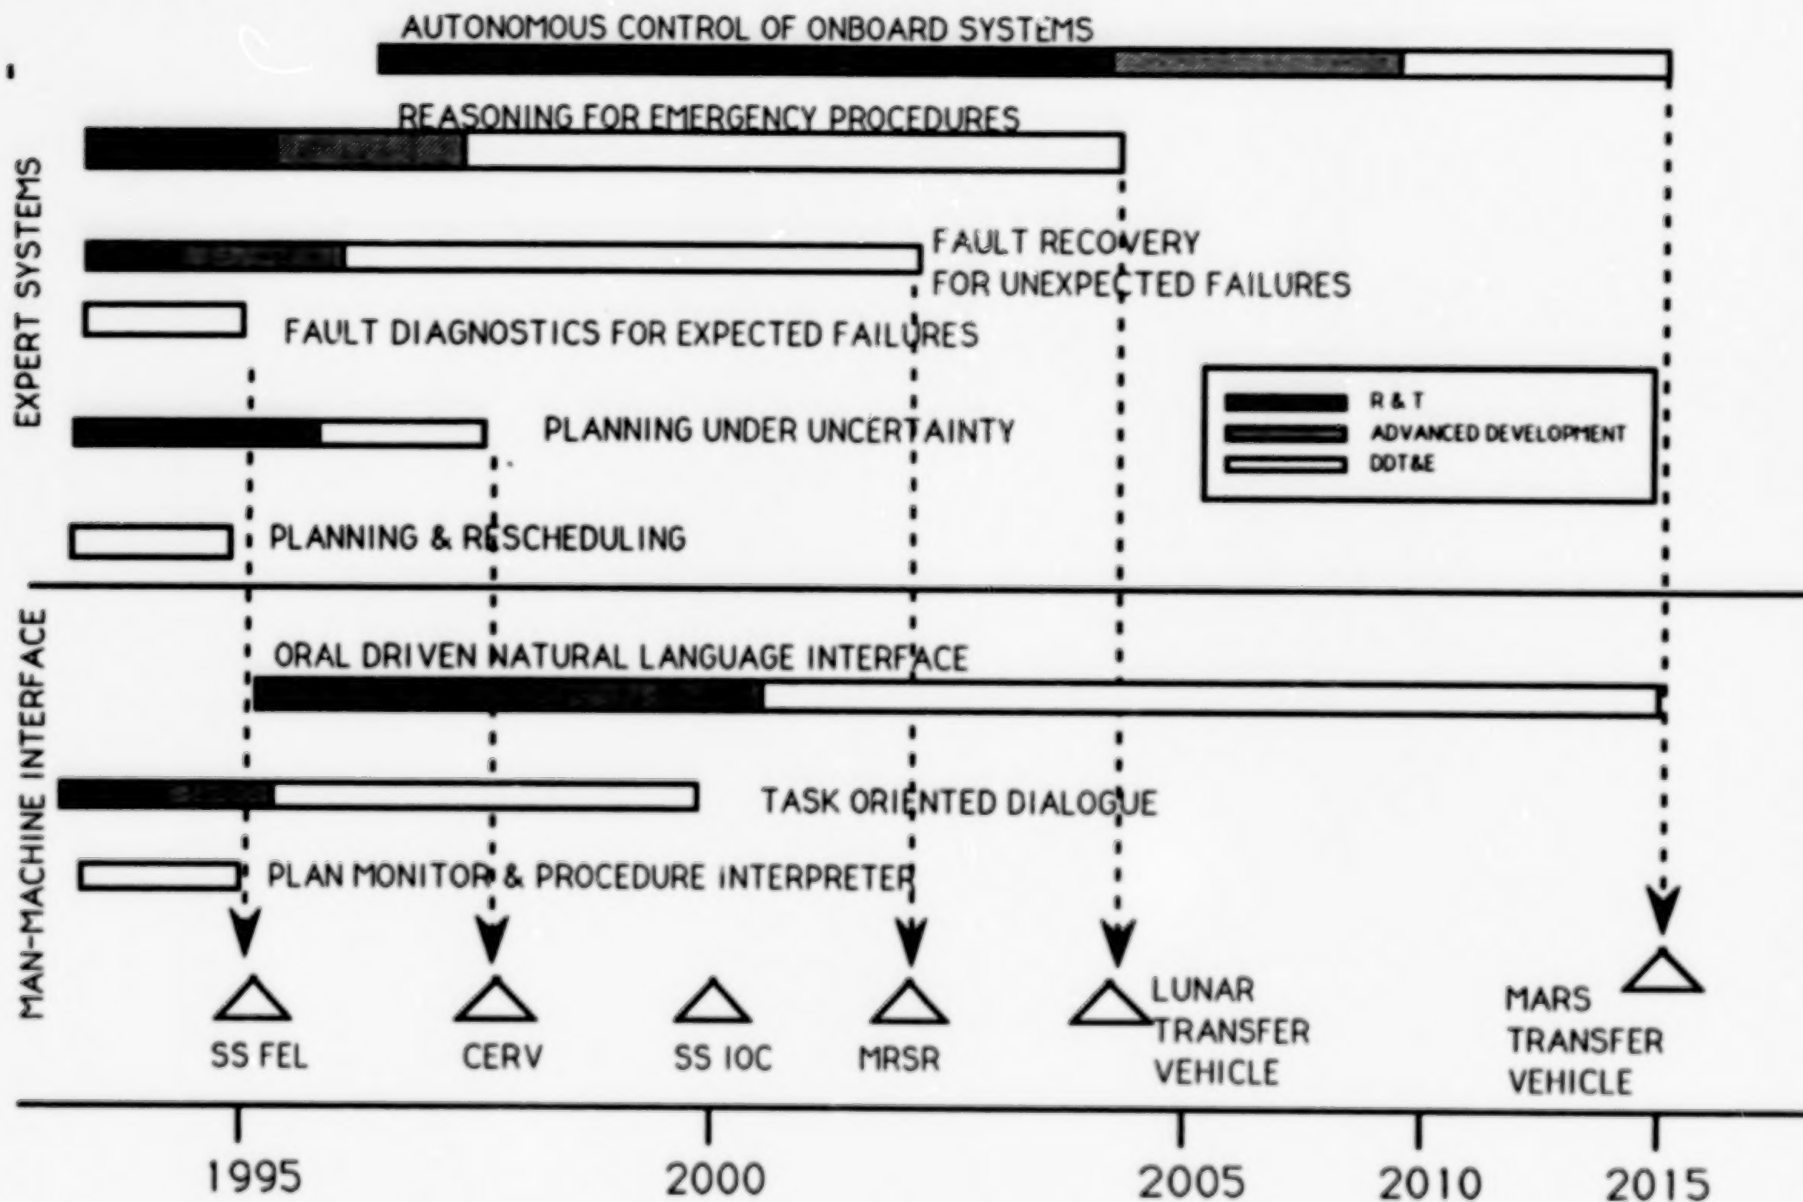 AUTONOMOUS CONTROL OF ONBOARD SYSTEMS
REASONING FOR EMERGENCY PROCEDURES
EXPERT SYSTEMS
FAULT RECOVERY
FOR UNEXPECTED FAILURES
FAULT DIAGNOSTICS FOR EXPECTED FAILURES
R & T
ADVANCED DEVELOPMENT
DDT&E
PLANNING UNDER UNCERTAINTY
PLANNING & RESCHEDULING
MAN-MACHINE INTERFACE
ORAL DRIVEN NATURAL LANGUAGE INTERFACE
TASK ORIENTED DIALOGUE
PLAN MONITOR & PROCEDURE INTERPRETER
SS FEL
CERV
SS IOC
MRSR
LUNAR
TRANSFER
VEHICLE
MARS
TRANSFER
VEHICLE
1995 2000 2005 2010 2015